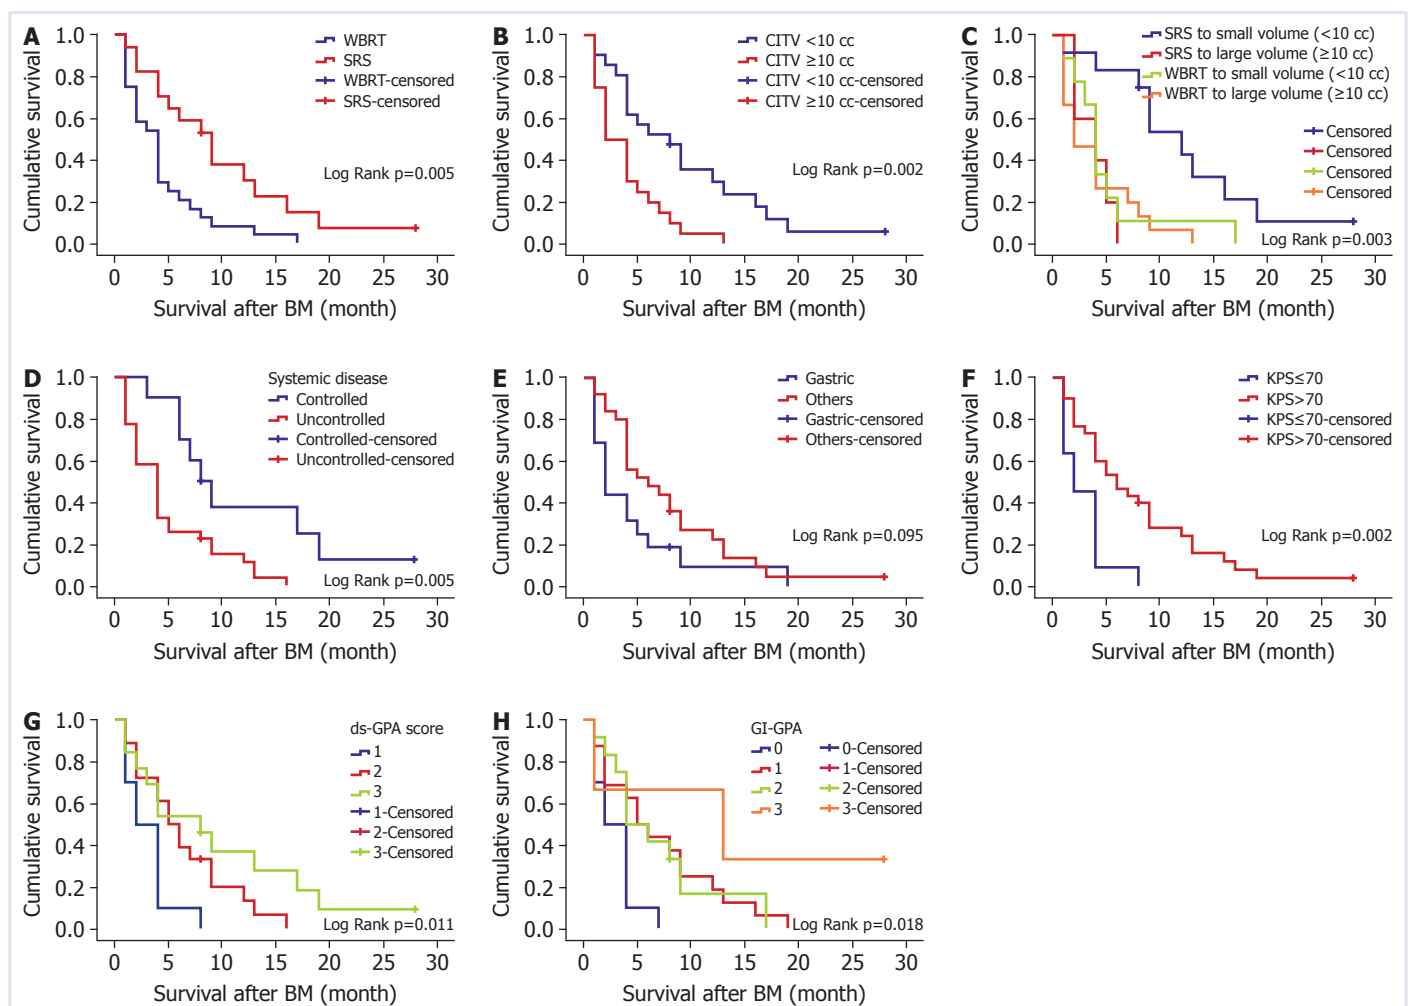 A
1.0
0.8
0.6
0.4
0.2
0.0
Cumulative survival
WBRT
SRS
WBRT-censored
SRS-censored
Log Rank p=0.005
0 5 10 15 20 25 30
Survival after BM (month)
B
1.0
0.8
0.6
0.4
0.2
0.0
Cumulative survival
CITV <10 cc
CITV ≥10 cc
CITV <10 cc-censored
CITV ≥10 cc-censored
Log Rank p=0.002
0 5 10 15 20 25 30
Survival after BM (month)
C
1.0
0.8
0.6
0.4
0.2
0.0
Cumulative survival
SRS to small volume (<10 cc)
SRS to large volume (≥10 cc)
WBRT to small volume (<10 cc)
WBRT to large volume (≥10 cc)
Censored
Censored
Censored
Censored
Log Rank p=0.003
0 5 10 15 20 25 30
Survival after BM (month)
D
1.0
0.8
0.6
0.4
0.2
0.0
Cumulative survival
Systemic disease
Controlled
Uncontrolled
Controlled-censored
Uncontrolled-censored
Log Rank p=0.005
0 5 10 15 20 25 30
Survival after BM (month)
E
1.0
0.8
0.6
0.4
0.2
0.0
Cumulative survival
Gastric
Others
Gastric-censored
Others-censored
Log Rank p=0.095
0 5 10 15 20 25 30
Survival after BM (month)
F
1.0
0.8
0.6
0.4
0.2
0.0
Cumulative survival
KPS≤70
KPS>70
KPS≤70-censored
KPS>70-censored
Log Rank p=0.002
0 5 10 15 20 25 30
Survival after BM (month)
G
1.0
0.8
0.6
0.4
0.2
0.0
Cumulative survival
ds-GPA score
1
2
3
1-Censored
2-Censored
3-Censored
Log Rank p=0.011
0 5 10 15 20 25 30
Survival after BM (month)
H
1.0
0.8
0.6
0.4
0.2
0.0
Cumulative survival
GI-GPA
0
1
2
3
0-Censored
1-Censored
2-Censored
3-Censored
Log Rank p=0.018
0 5 10 15 20 25 30
Survival after BM (month)